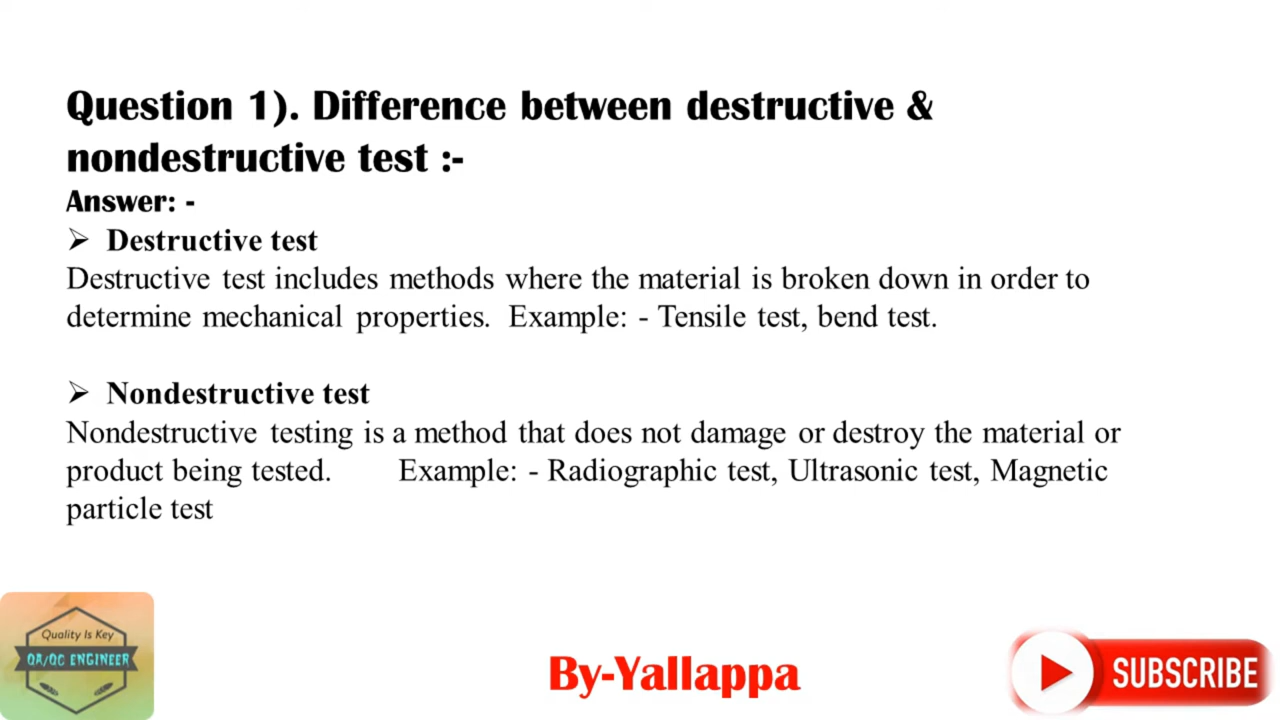 Question 1). Difference between destructive &
nondestructive test :-
Answer: -
➢ Destructive test
Destructive test includes methods where the material is broken down in order to
determine mechanical properties. Example: - Tensile test, bend test.
➢ Nondestructive test
Nondestructive testing is a method that does not damage or destroy the material or
product being tested. Example: - Radiographic test, Ultrasonic test, Magnetic
particle test
Quality Is Key
QA/QC ENGINEER
By-Yallappa
SUBSCRIBE